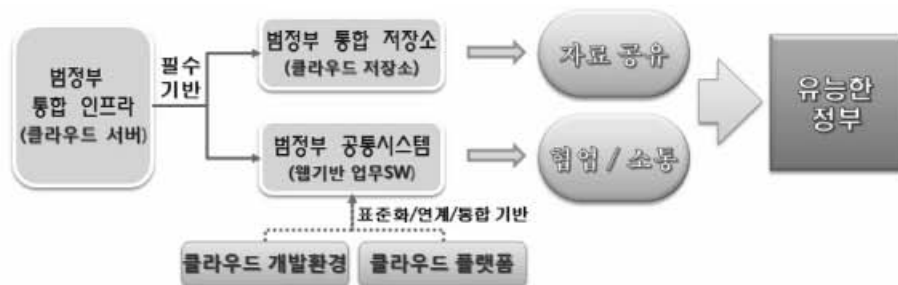 범정부
통합 인프라
(클라우드 서버)
필수
기반
범정부 통합 저장소
(클라우드 저장소)
범정부 공통시스템
(웹기반 업무SW)
자료 공유
협업 / 소통
유능한
정부
표준화/연계/통합 기반
클라우드 개발환경
클라우드 플랫폼